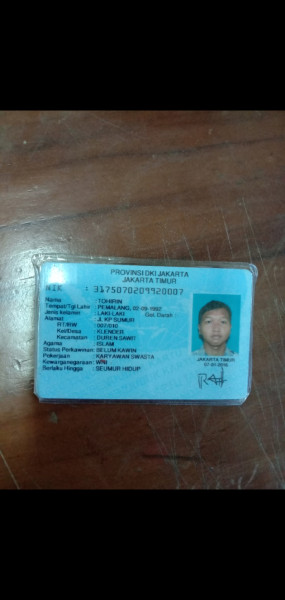 PROVINSI DKI JAKARTA
JAKARTA TIMUR
NIK : 3175070209920007
Nama : TOHIRIN
Tempat/Tgl Lahir : PEMALANG, 02-09-1992
Jenis kelamin : LAKI-LAKI Gol. Darah
Alamat : JL KP SUMUR
RT/RW : 007/010
Kel/Desa : KLENDER
Kecamatan : DUREN SAWIT
Agama : ISLAM
Status Perkawinan : BELUM KAWIN
Pekerjaan : KARYAWAN SWASTA
Kewarganegaraan : WNI
Berlaku Hingga : SEUMUR HIDUP
JAKARTA TIMUR